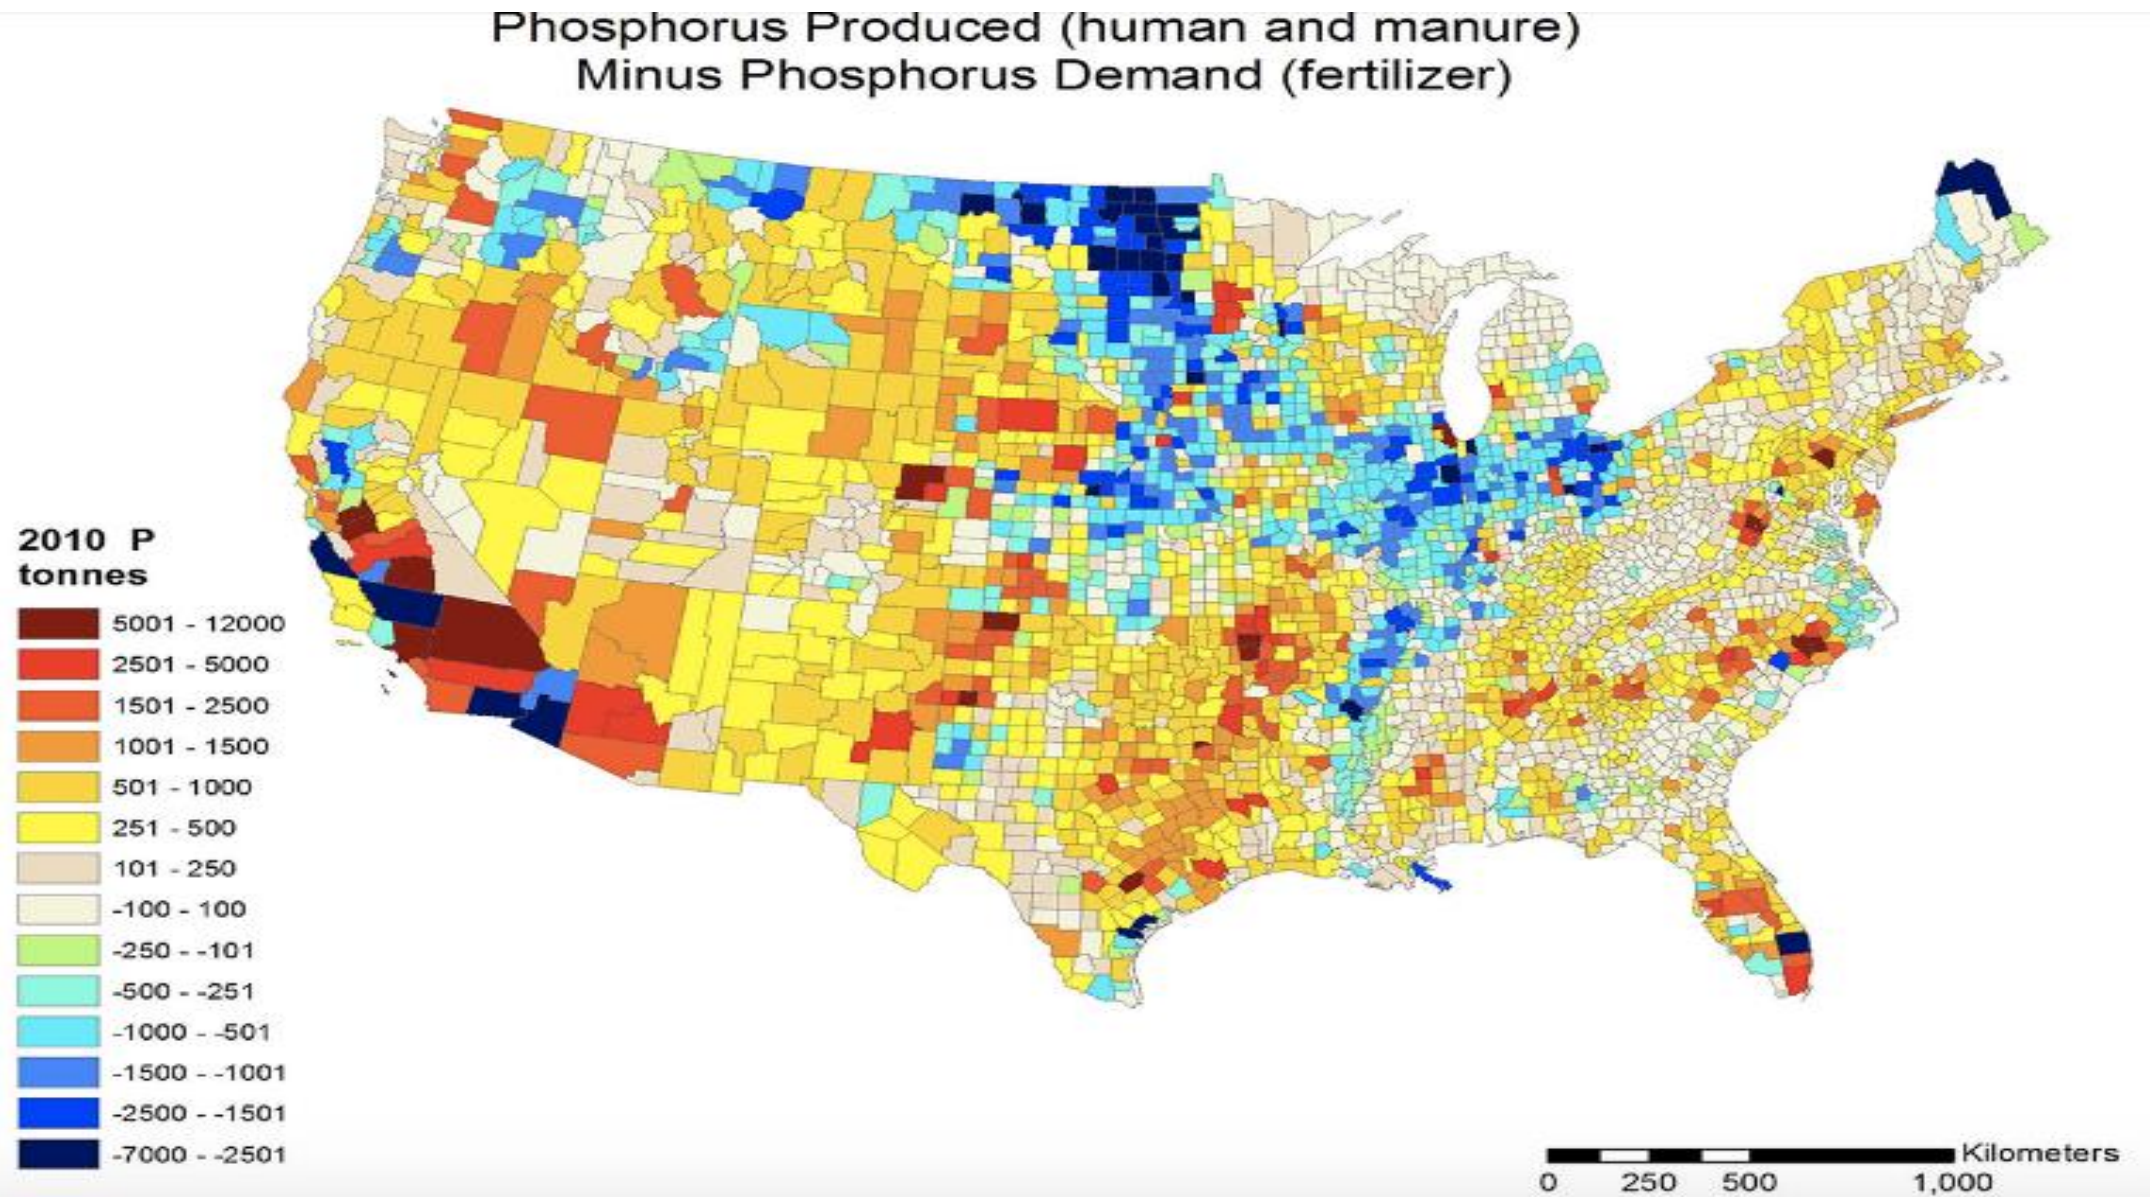 Phosphorus Produced (human and manure)
Minus Phosphorus Demand (fertilizer)
2010 P
tonnes
5001 - 12000
2501 - 5000
1501 - 2500
1001 - 1500
501 - 1000
251 - 500
101 - 250
-100 - 100
-250 - -101
-500 - -251
-1000 - -501
-1500 - -1001
-2500 - -1501
-7000 - -2501
Kilometers
0 250 500 1,000